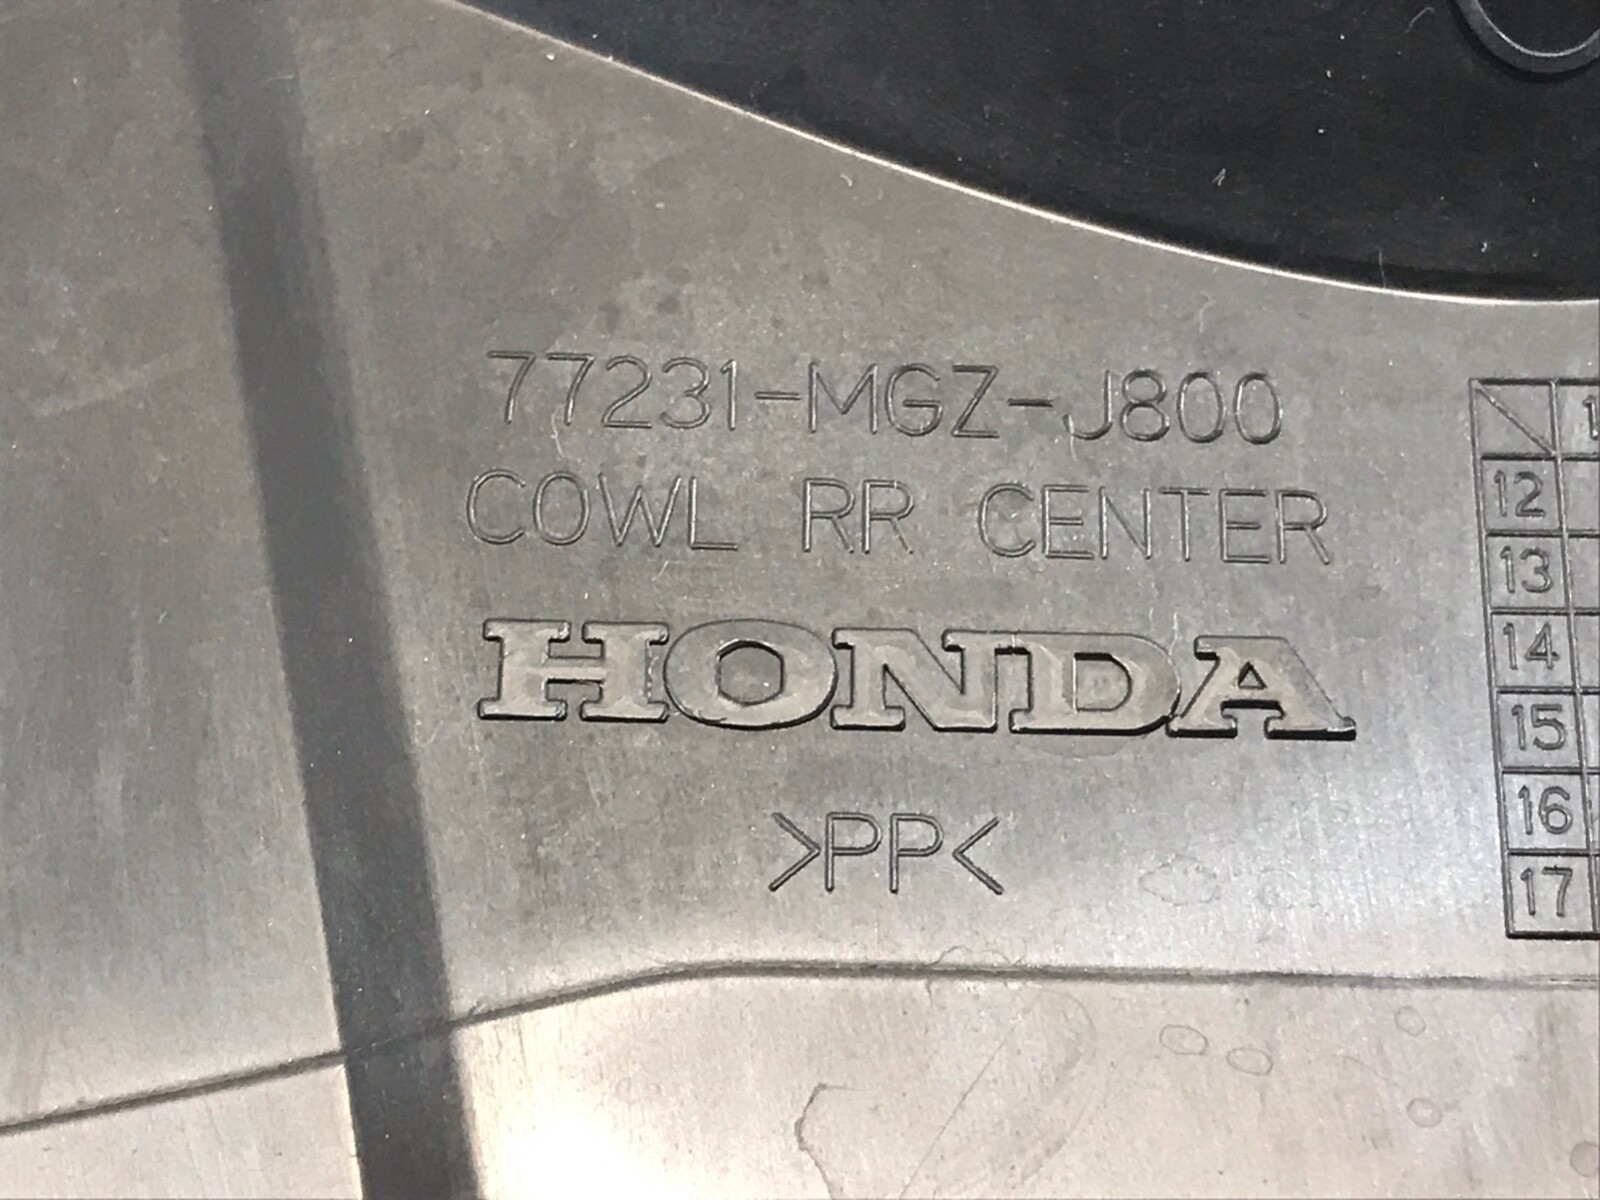 77231-MGZ-J800
COWL RR CENTER
HONDA
>PP<
12
13
14
15
16
17